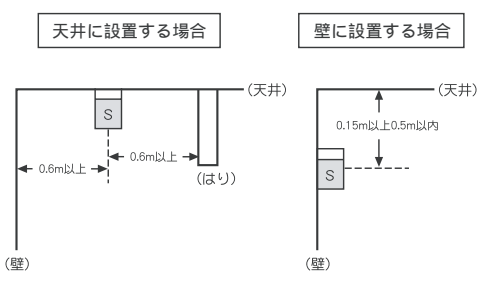 天井に設置する場合
壁に設置する場合
(天井)
(天井)
S
0.15m以上0.5m以内
0.6m以上
0.6m以上
S
(はり)
(壁)
(壁)